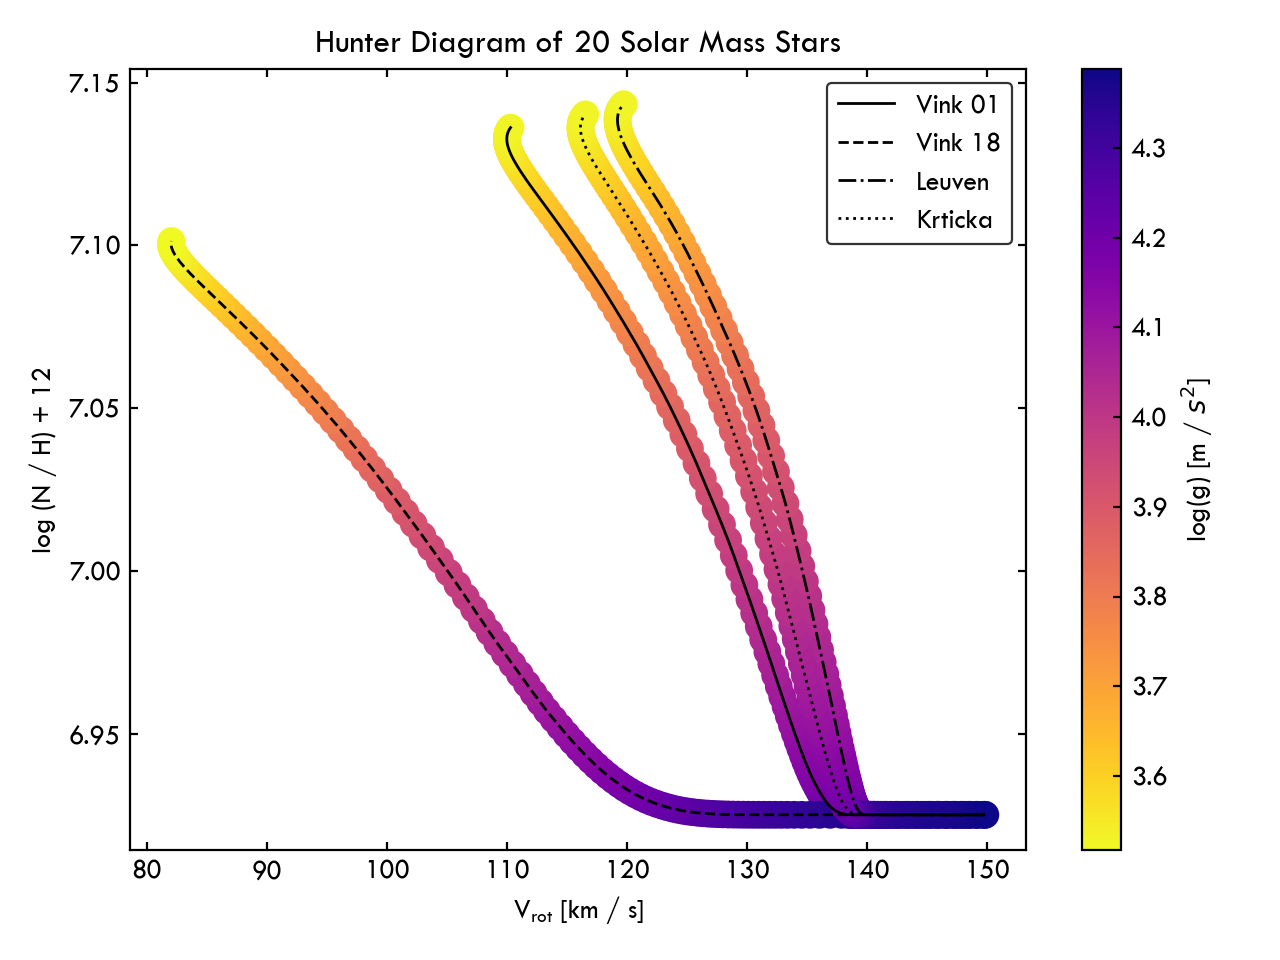 Hunter Diagram of 20 Solar Mass Stars
7.15
7.10
7.05
7.00
6.95
log (N / H) + 12
80 90 100 110 120 130 140 150
V_rot [km / s]
Vink 01
Vink 18
Leuven
Krticka
4.3
4.2
4.1
4.0
3.9
3.8
3.7
3.6
log(g) [m / s²]